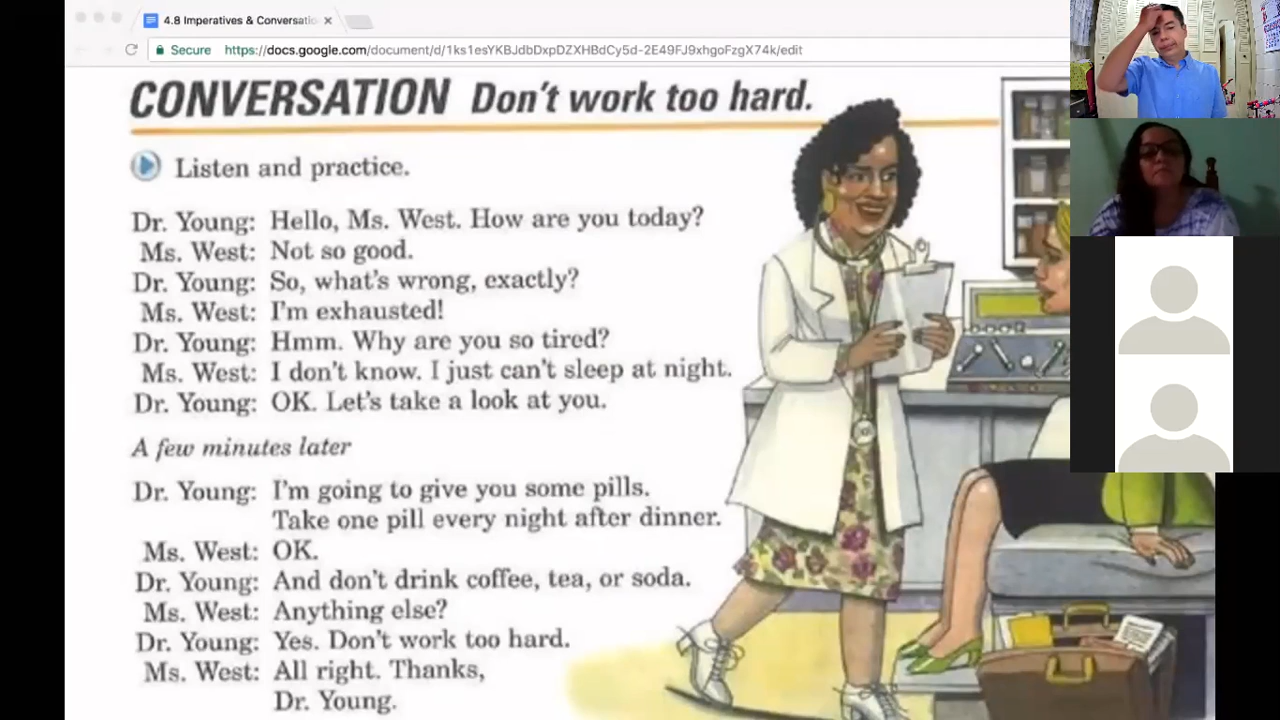 4.8 Imperatives & Conversatio
Secure https://docs.google.com/document/d/1ks1esYKBJdbDxpDZXHBdCy5d-2E49FJ9xhgoFzgX74k/edit
CONVERSATION Don't work too hard.
Listen and practice.
Dr. Young: Hello, Ms. West. How are you today?
Ms. West: Not so good.
Dr. Young: So, what's wrong, exactly?
Ms. West: I'm exhausted!
Dr. Young: Hmm. Why are you so tired?
Ms. West: I don't know. I just can't sleep at night.
Dr. Young: OK. Let's take a look at you.
A few minutes later
Dr. Young: I'm going to give you some pills.
Take one pill every night after dinner.
Ms. West: OK.
Dr. Young: And don't drink coffee, tea, or soda.
Ms. West: Anything else?
Dr. Young: Yes. Don't work too hard.
Ms. West: All right. Thanks,
Dr. Young.